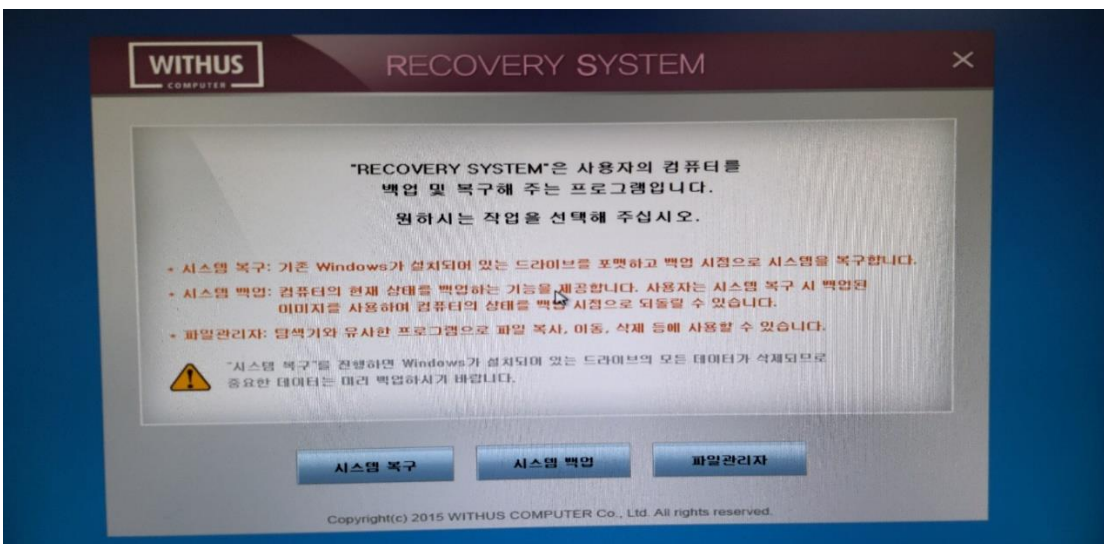 WITHUS
COMPUTER
RECOVERY SYSTEM
"RECOVERY SYSTEM"은 사용자의 컴퓨터를
백업 및 복구해 주는 프로그램입니다.
원하시는 작업을 선택해 주십시오.
• 시스템 복구: 기존 Windows가 설치되어 있는 드라이브를 포맷하고 백업 시점으로 시스템을 복구합니다.
• 시스템 백업: 컴퓨터의 현재 상태를 백업하는 기능을 제공합니다. 사용자는 시스템 복구 시 백업된
이미지를 사용하여 컴퓨터의 상태를 백업 시점으로 되돌릴 수 있습니다.
• 파일관리자: 탐색기와 유사한 프로그램으로 파일 복사, 이동, 삭제 등에 사용할 수 있습니다.
"시스템 복구"를 진행하면 Windows가 설치되어 있는 드라이브의 모든 데이터가 삭제되므로
중요한 데이터는 미리 백업하시기 바랍니다.
시스템 복구
시스템 백업
파일관리자
Copyright(c) 2015 WITHUS COMPUTER Co., Ltd. All rights reserved.